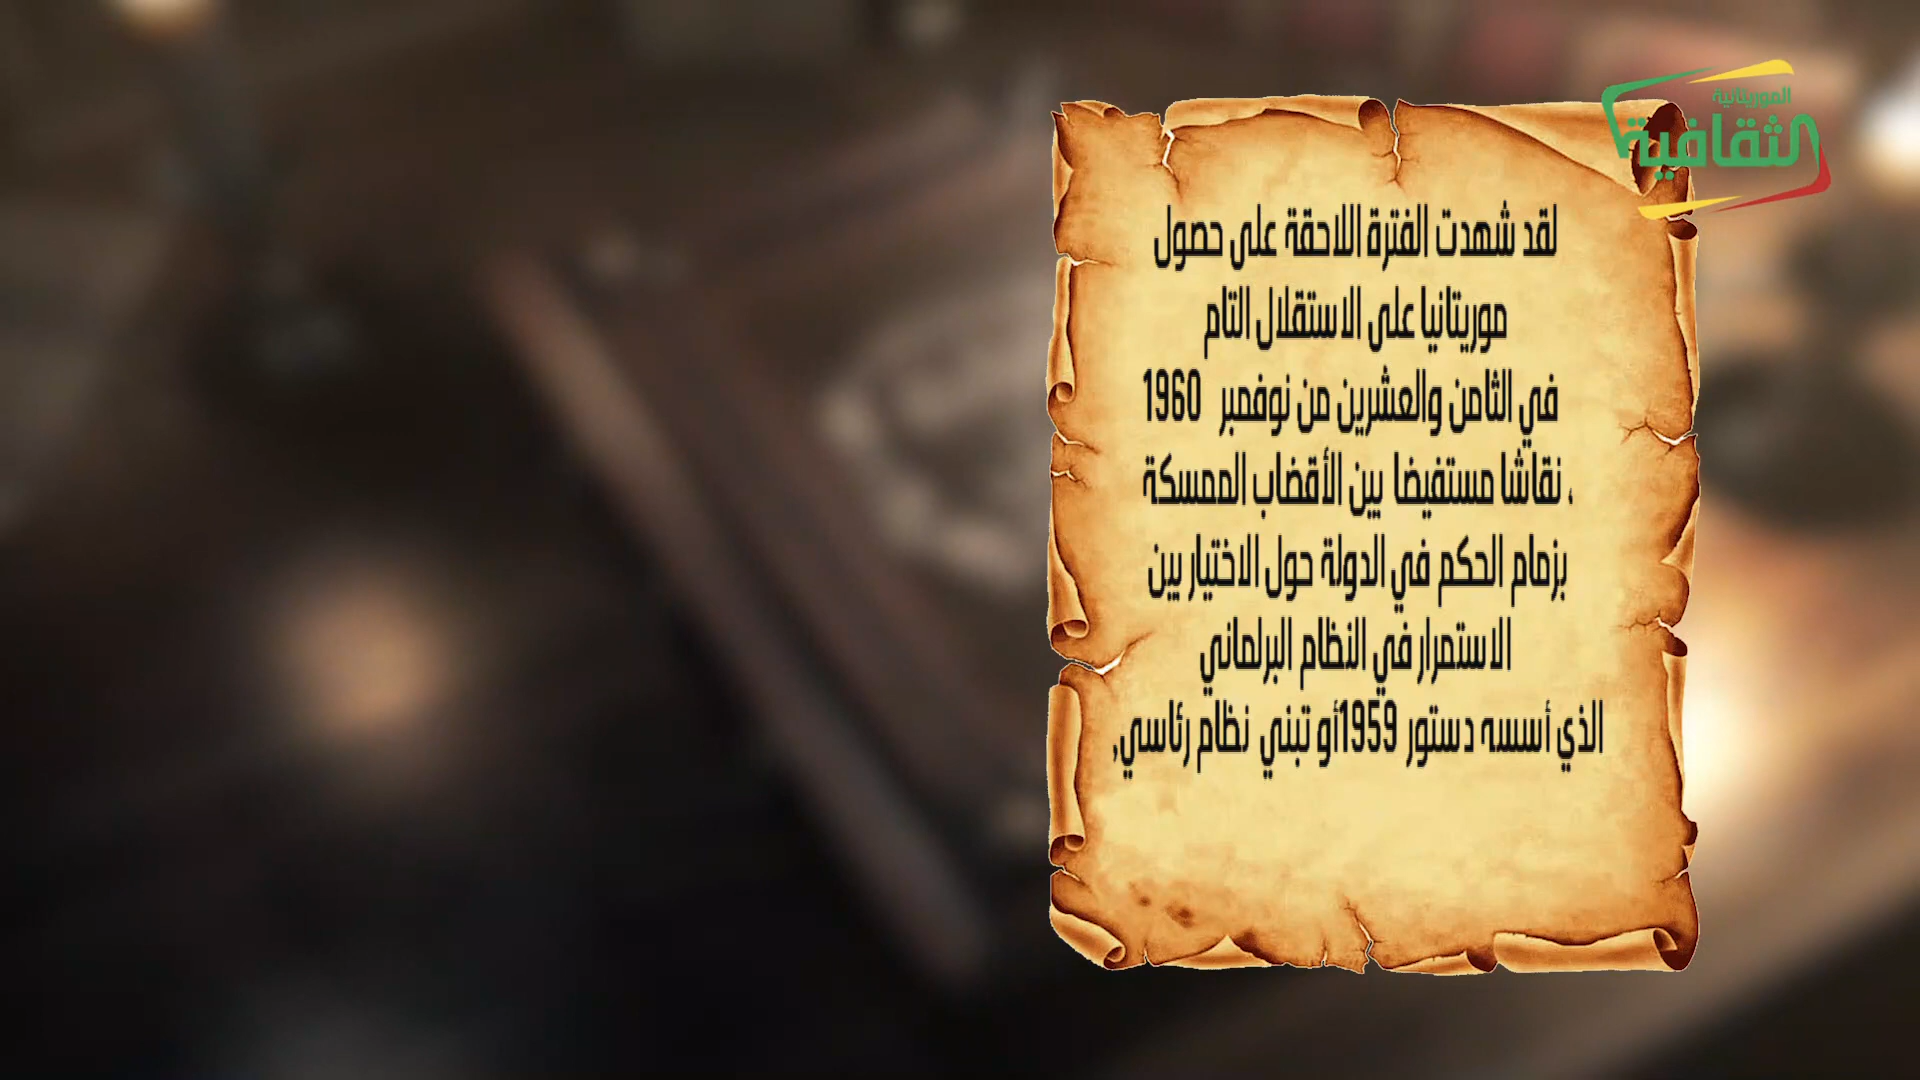 الموريتانية
الثقافية
لقد شهدت الفترة اللاحقة على حصول
موريتانيا على الاستقلال التام
في الثامن والعشرين من نوفمبر 1960
، نقاشا مستفيضا بين الأقضاب الممسكة
بزمام الحكم في الدولة حول الاختيار بين
الاستمرار في النظام البرلماني
الذي أسسه دستور 1959أو تبني نظام رئاسي,